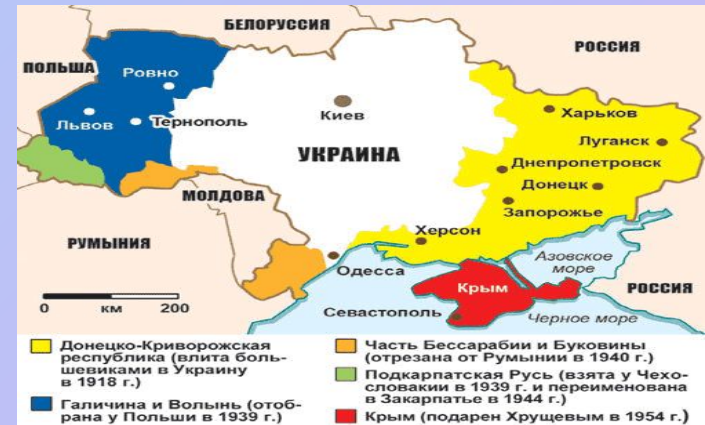 БЕЛОРУССИЯ
РОССИЯ
ПОЛЬША
Ровно
Львов
Тернополь
Киев
Харьков
Луганск
УКРАИНА
Днепропетровск
Донецк
МОЛДОВА
Запорожье
РУМЫНИЯ
Херсон
Одесса
Азовское
море
Крым
РОССИЯ
0 км 200
Севастополь
Черное море
Донецко-Криворожская
республика (влита боль-
шевиками в Украину
в 1918 г.)
Галичина и Волынь (отоб-
рана у Польши в 1939 г.)
Часть Бессарабии и Буковины
(отрезана от Румынии в 1940 г.)
Подкарпатская Русь (взята у Чехо-
словакии в 1939 г. и переименована
в Закарпатье в 1944 г.)
Крым (подарен Хрущевым в 1954 г.)